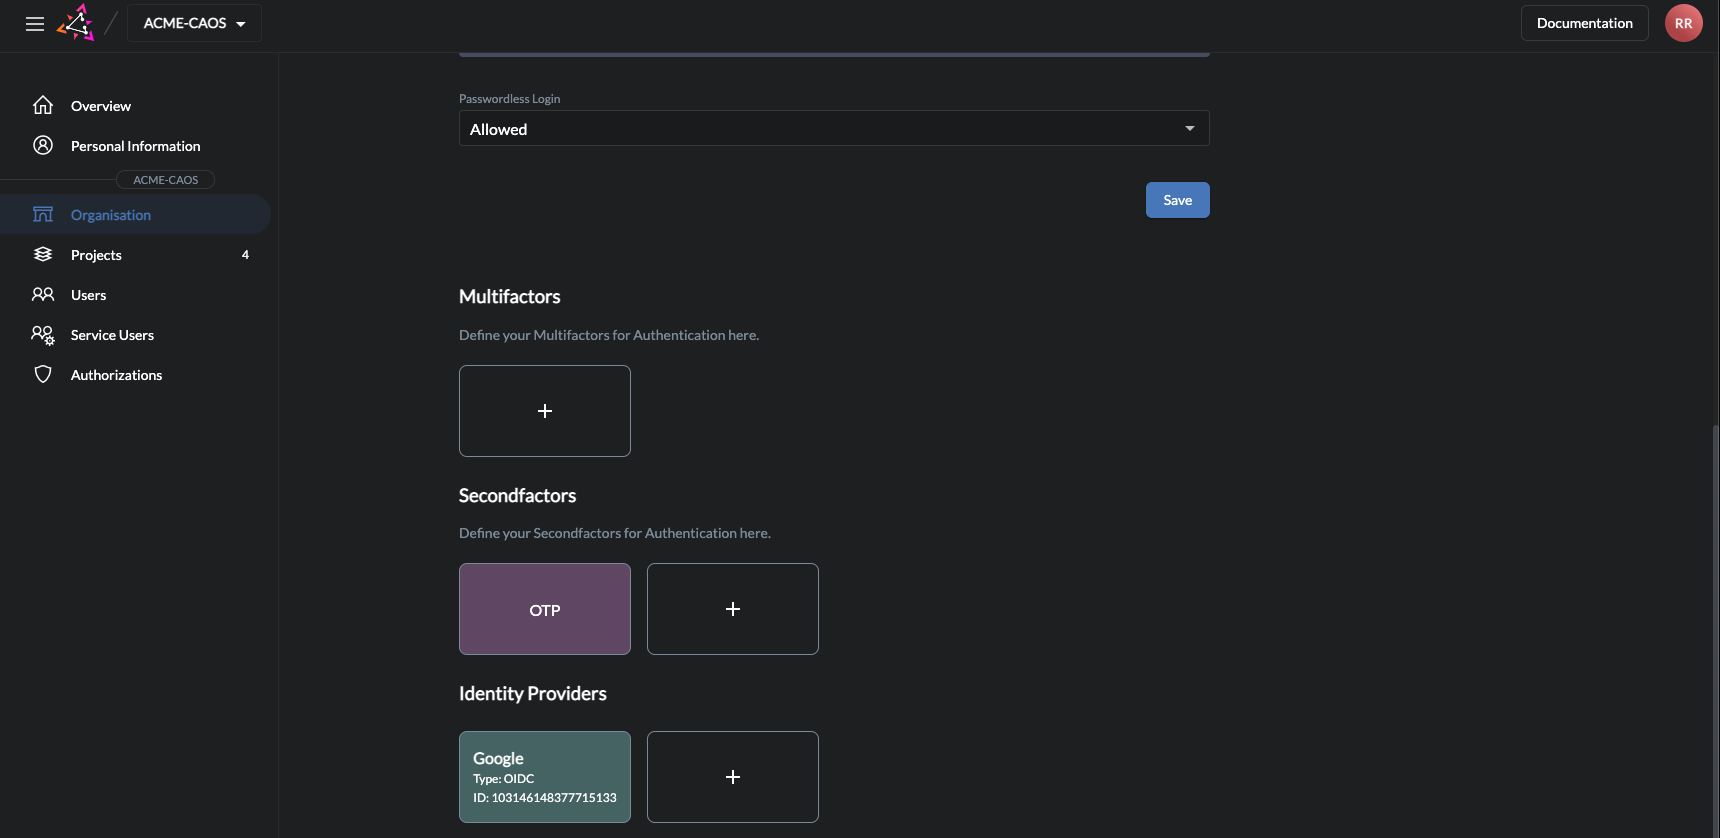 ACME-CAOS
Documentation
RR
Overview
Personal Information
ACME-CAOS
Organisation
Projects 4
Users
Service Users
Authorizations
Passwordless Login
Allowed
Save
Multifactors
Define your Multifactors for Authentication here.
Secondfactors
Define your Secondfactors for Authentication here.
OTP
Identity Providers
Google
Type: OIDC
ID: 103146148377715133